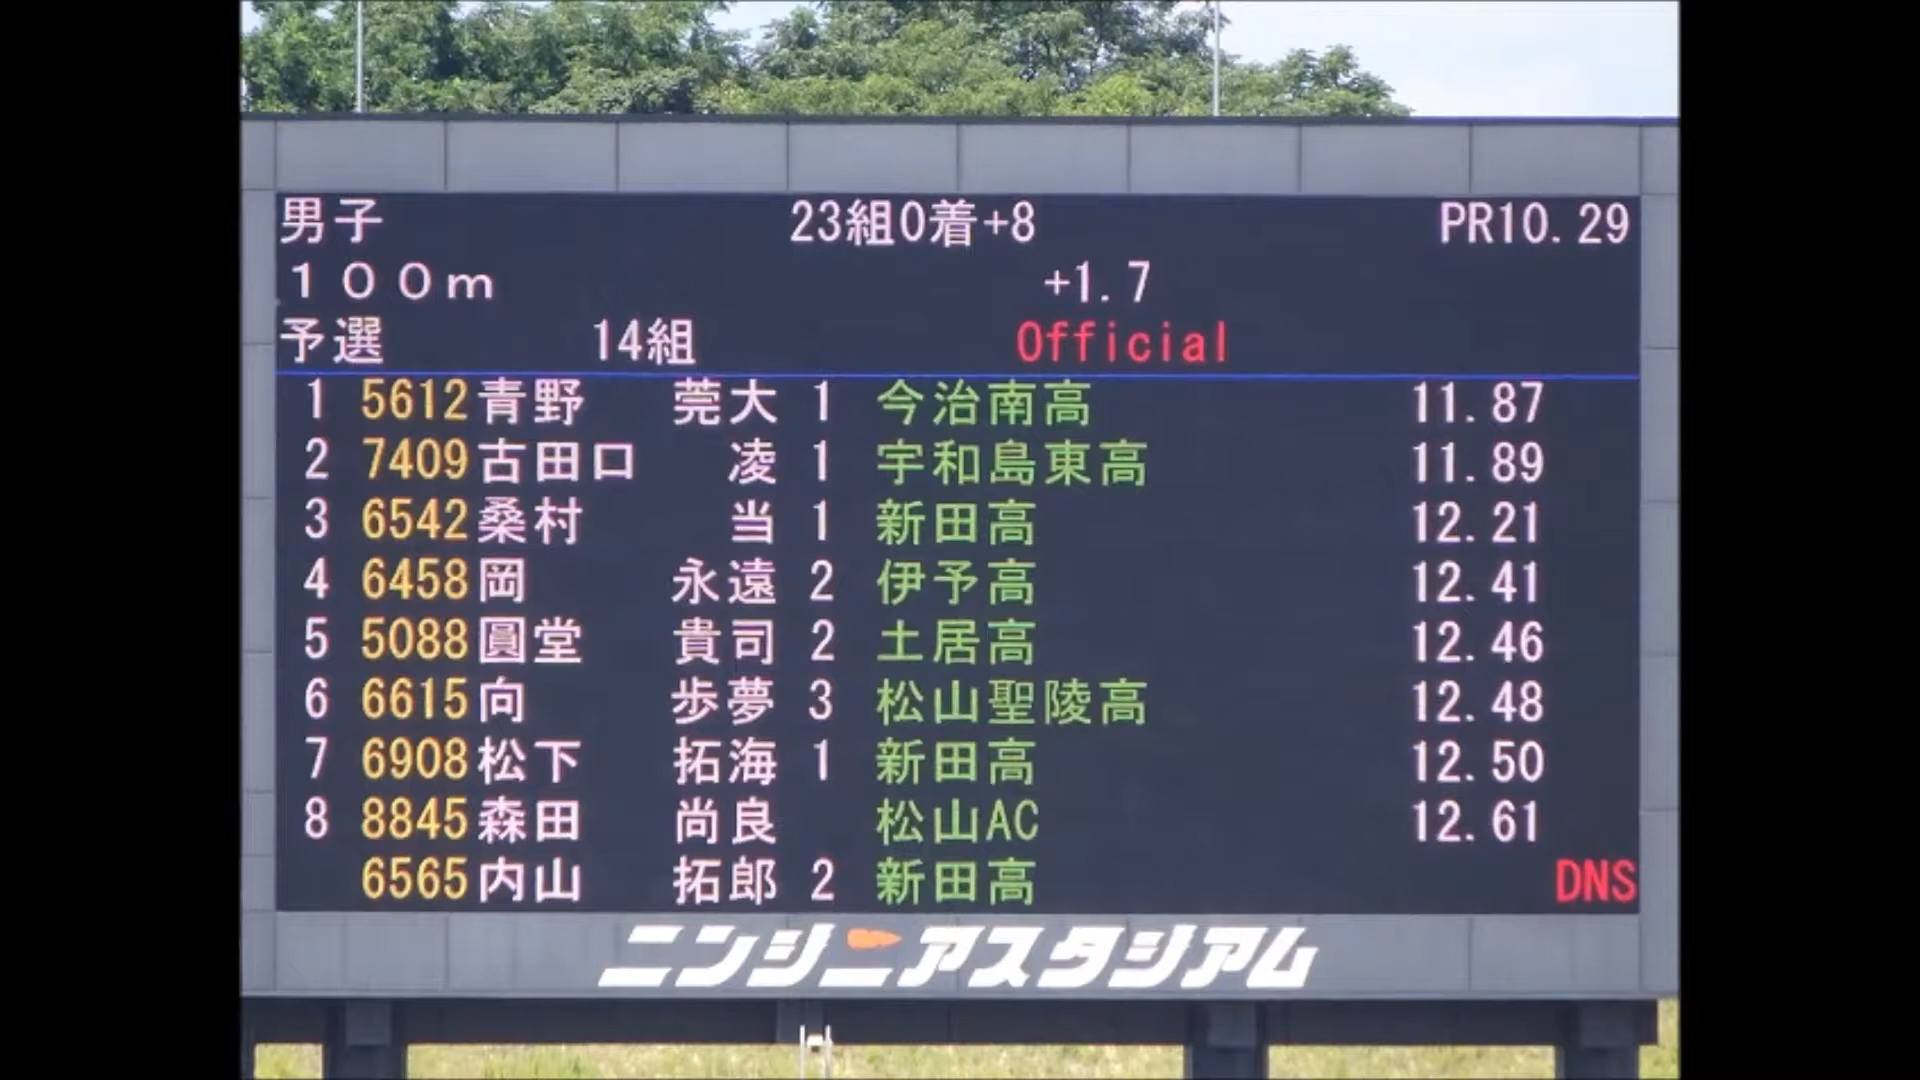 男子 23組0着+8 PR10.29
100m +1.7
予選 14組 Official
1 5612 青野 莞大 1 今治南高 11.87
2 7409 古田口 凌 1 宇和島東高 11.89
3 6542 桑村 当 1 新田高 12.21
4 6458 岡 永遠 2 伊予高 12.41
5 5088 圓堂 貴司 2 土居高 12.46
6 6615 向 歩夢 3 松山聖陵高 12.48
7 6908 松下 拓海 1 新田高 12.50
8 8845 森田 尚良 松山AC 12.61
6565 内山 拓郎 2 新田高 DNS
ニンジニアスタジアム